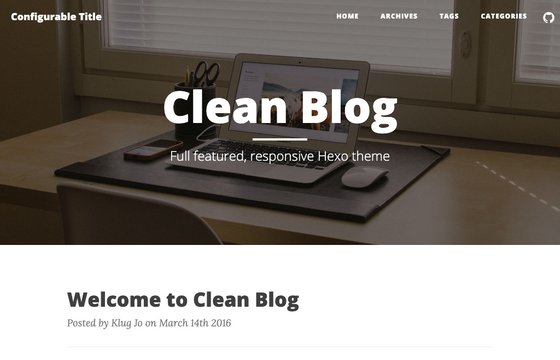 Configurable Title
HOME ARCHIVES TAGS CATEGORIES
Clean Blog
Full featured, responsive Hexo theme
Welcome to Clean Blog
Posted by Klug Jo on March 14th 2016